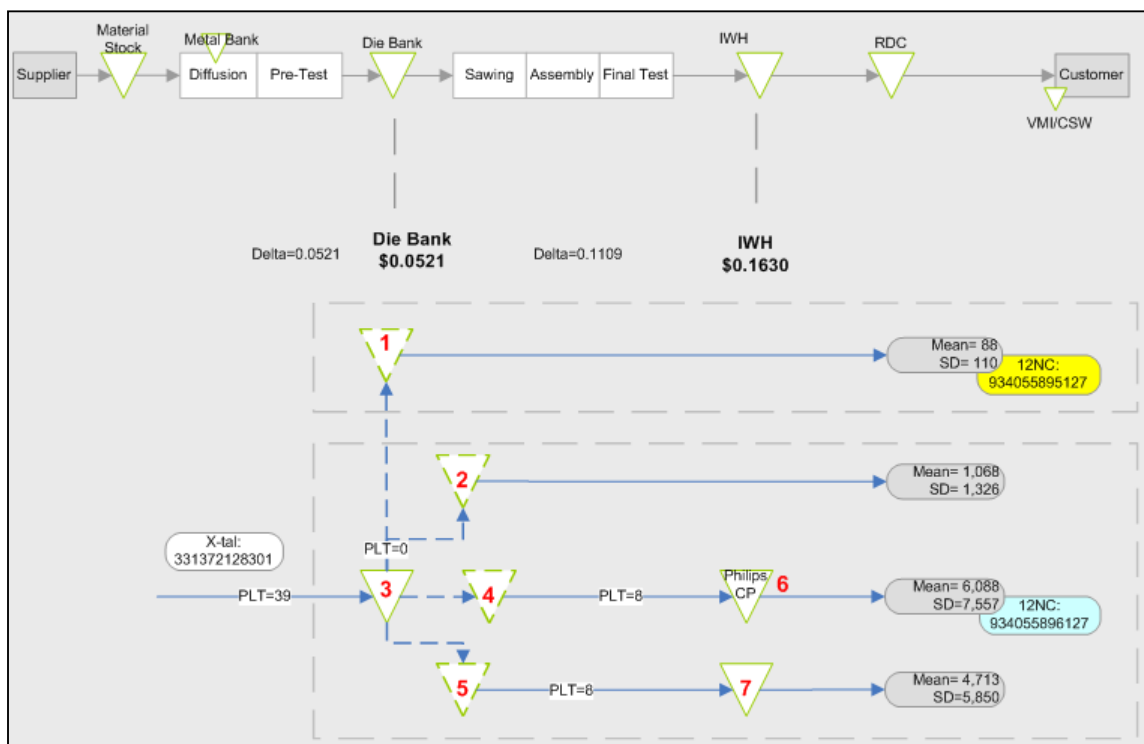 Material
Stock
Metal Bank
Die Bank
IWH
RDC
Supplier
Diffusion
Pre-Test
Sawing
Assembly
Final Test
Customer
VMI/CSW
Delta=0.0521
Die Bank
$0.0521
Delta=0.1109
IWH
$0.1630
1
Mean= 88
SD= 110
12NC:
934055895127
2
Mean= 1,068
SD= 1,326
X-tal:
331372128301
PLT=0
PLT=39
3
4
PLT=8
Philips
CP
6
Mean= 6,088
SD=7,557
12NC:
934055896127
5
PLT=8
7
Mean= 4,713
SD=5,850